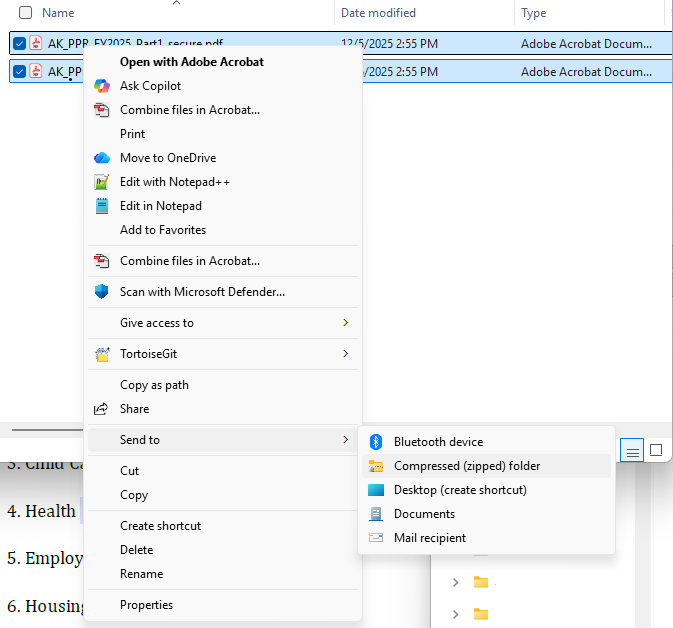 Name Date modified Type
AK_PPR_FY2025_Part1_secure.pdf 12/5/2025 2:55 PM Adobe Acrobat Docum...
AK_PP 2:55 PM Adobe Acrobat Docum...
Open with Adobe Acrobat
Ask Copilot
Combine files in Acrobat...
Print
Move to OneDrive
Edit with Notepad++
Edit in Notepad
Add to Favorites
Combine files in Acrobat...
Scan with Microsoft Defender...
Give access to
TortoiseGit
Copy as path
Share
Send to
Bluetooth device
Compressed (zipped) folder
Desktop (create shortcut)
Documents
Mail recipient
Cut
Copy
Create shortcut
Delete
Rename
Properties
3. Child Ca
4. Health
5. Employ
6. Housing